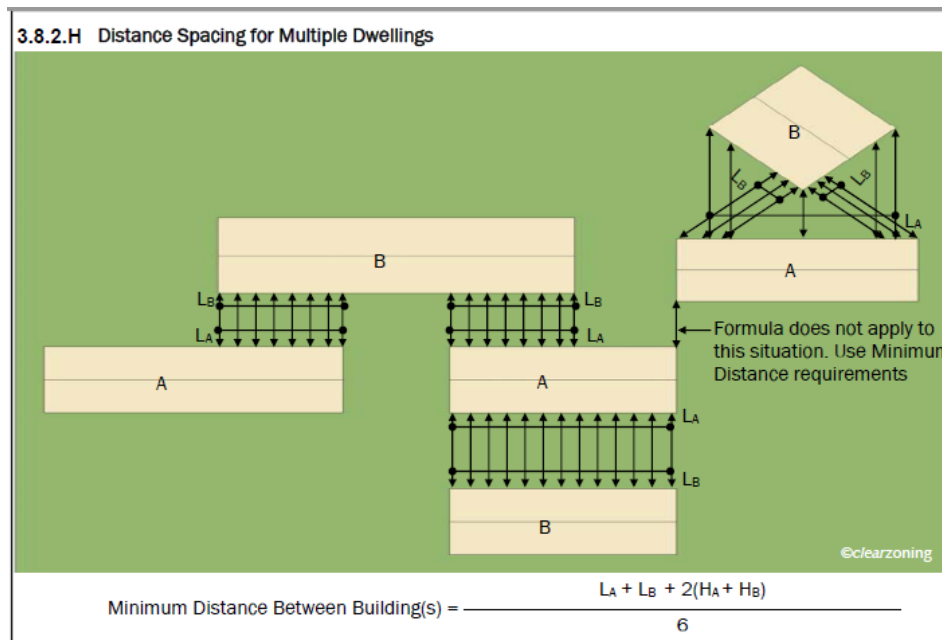 3.8.2.H Distance Spacing for Multiple Dwellings
B
LB
LB
LA
A
B
LB
LB
LA
LA
A
A
Formula does not apply to
this situation. Use Minimum
Distance requirements
LA
LB
B
©clearzoning
Minimum Distance Between Building(s) = LA + LB + 2(HA + HB)
6